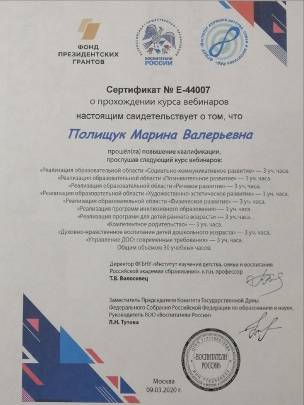 ФОНД
ПРЕЗИДЕНТСКИХ
ГРАНТОВ
ВОСПИТАТЕЛИ
РОССИИ
Сертификат № Е-44007
о прохождении курса вебинаров
настоящим свидетельствует о том, что
Полищук Марина Валерьевна
прошёл(ла) повышение квалификации,
прослушав следующий курс вебинаров:
«Реализация образовательной области «Социально-коммуникативное развитие» — 3 уч. часа.
«Реализация образовательной области «Познавательное развитие» — 3 уч. часа.
«Реализация образовательной области «Речевое развитие» — 3 уч. часа.
«Реализация образовательной области «Художественно-эстетическое развитие» — 3 уч. часа.
«Реализация образовательной области «Физическое развитие» — 3 уч. часа.
«Реализация программ инклюзивного образования» — 3 уч. часа.
«Реализация программ для детей раннего возраста» — 3 уч. часа.
«Компетентное родительство» — 3 уч. часа.
«Духовно-нравственное воспитание детей дошкольного возраста» — 3 уч. часа.
«Управление ДОО: современные требования» — 3 уч. часа.
Общим объемом 30 учебных часов.
Директор ФГБНУ «Институт изучения детства, семьи и воспитания
Российской академии образования», к.п.н., профессор
Т.В. Волосовец
Заместитель Председателя Комитета Государственной Думы
Федерального Собрания Российской Федерации по образованию и науке,
Руководитель ВОО «Воспитатели России»
Л.Н. Тутова
ВОСПИТАТЕЛИ
РОССИИ
Москва
09.03.2020 г.